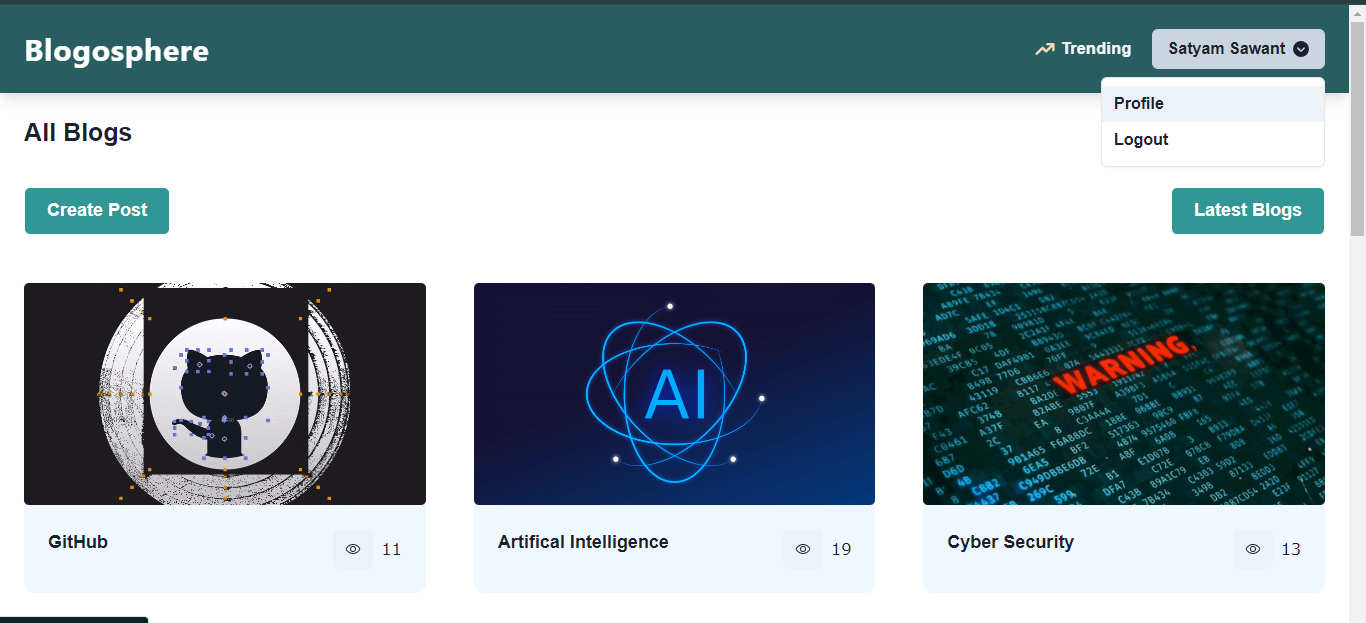 Blogosphere
Trending
Satyam Sawant
Profile
Logout
All Blogs
Create Post
Latest Blogs
AI
WARNING,
GitHub
11
Artifical Intelligence
19
Cyber Security
13